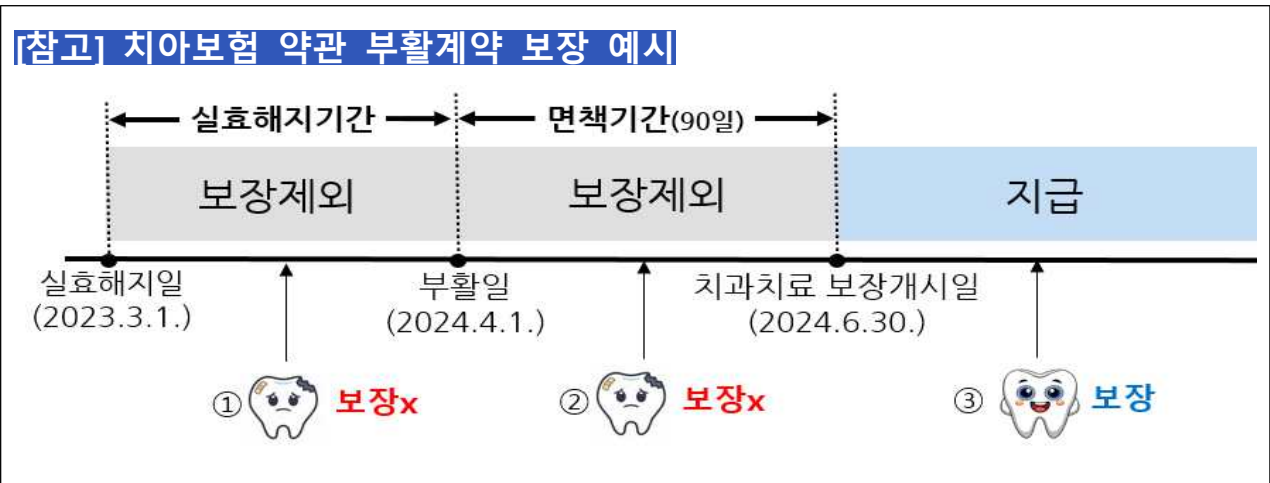 [참고] 치아보험 약관 부활계약 보장 예시
실효해지기간 면책기간(90일)
보장제외 보장제외 지급
실효해지일 부활일 치과치료 보장개시일
(2023.3.1.) (2024.4.1.) (2024.6.30.)
① 보장x ② 보장x ③ 보장